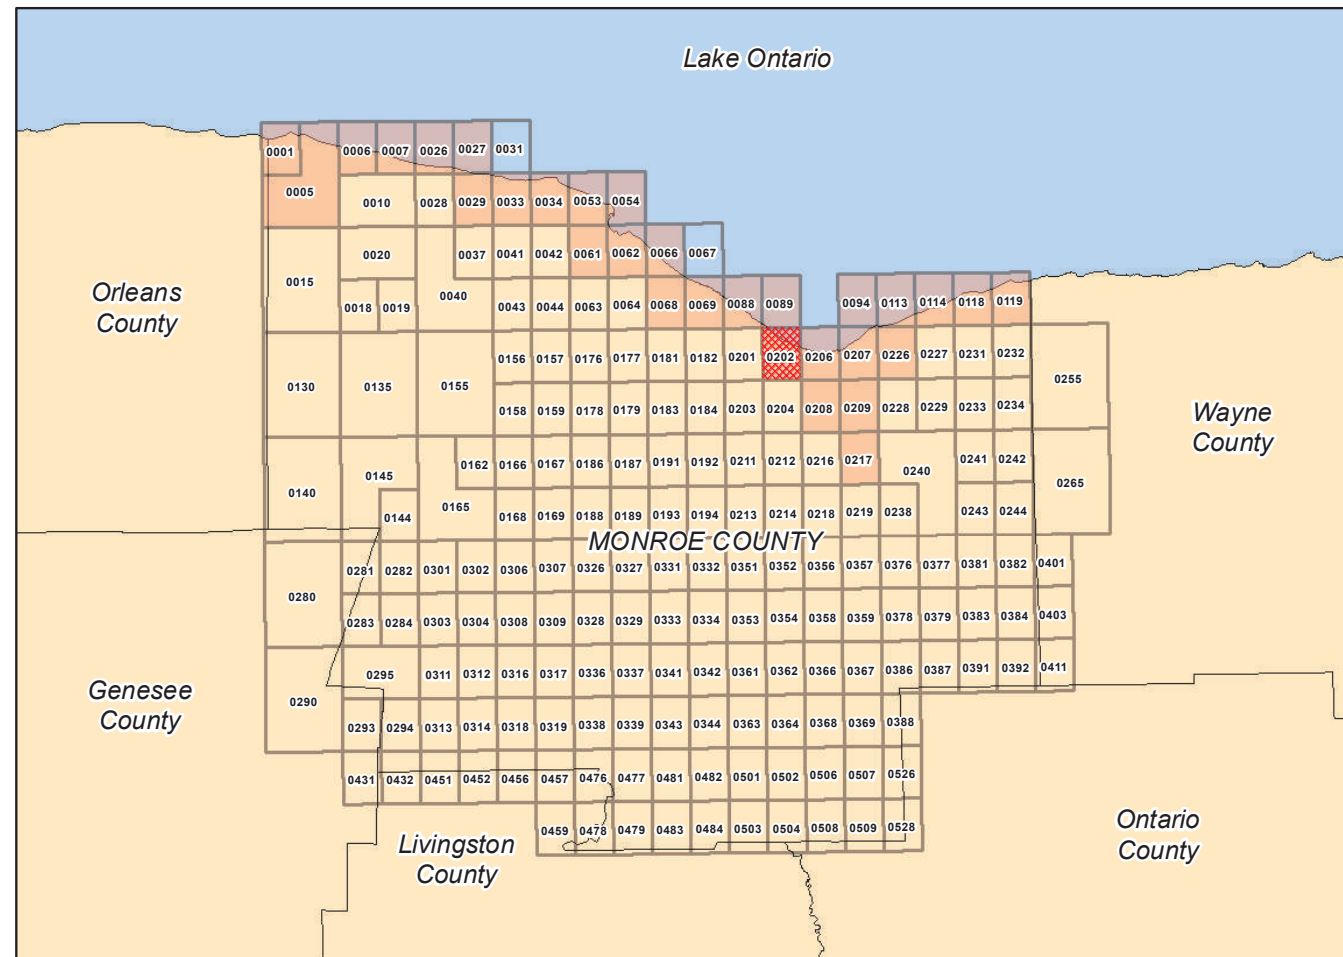 Lake Ontario
0001 0006 0007 0026 0027 0031
0005 0010 0028 0029 0033 0034 0053 0054
0020 0037 0041 0042 0061 0062 0066 0067
0015
Orleans
County
0018 0019 0040 0043 0044 0063 0064 0068 0069 0088 0089 0094 0113 0114 0118 0119
0156 0157 0176 0177 0181 0182 0201 0202 0206 0207 0226 0227 0231 0232
0130 0135 0155 0255
0158 0159 0178 0179 0183 0184 0203 0204 0208 0209 0228 0229 0233 0234
Wayne
County
0145 0162 0166 0167 0186 0187 0191 0192 0211 0212 0216 0217 0240 0241 0242
0140 0265
0144 0165 0168 0169 0188 0189 0193 0194 0213 0214 0218 0219 0238 0243 0244
MONROE COUNTY
0281 0282 0301 0302 0306 0307 0326 0327 0331 0332 0351 0352 0356 0357 0376 0377 0381 0382 0401
0280
0283 0284 0303 0304 0308 0309 0328 0329 0333 0334 0353 0354 0358 0359 0378 0379 0383 0384 0403
0295 0311 0312 0316 0317 0336 0337 0341 0342 0361 0362 0366 0367 0386 0387 0391 0392 0411
Genesee
County
0290
0293 0294 0313 0314 0318 0319 0338 0339 0343 0344 0363 0364 0368 0369 0388
0431 0432 0451 0452 0456 0457 0476 0477 0481 0482 0501 0502 0506 0507 0526
0459 0478 0479 0483 0484 0503 0504 0508 0509 0528
Livingston
County
Ontario
County